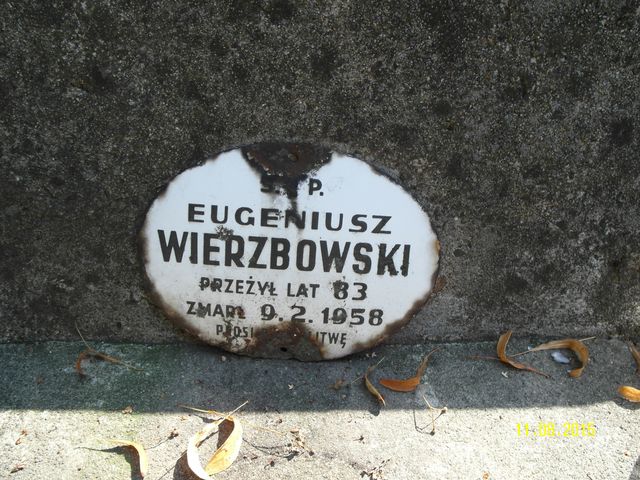 Ś. P.
EUGENIUSZ
WIERZBOWSKI
PRZEŻYŁ LAT 83
ZMARŁ 9. 2. 1958
11.08.2015